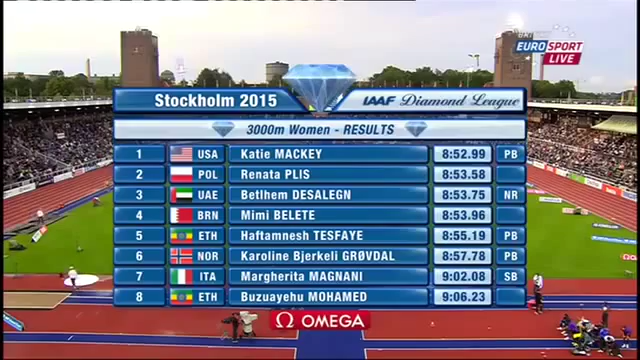 BRITISH
EUROSPORT
LIVE
Stockholm 2015 IAAF Diamond League
3000m Women - RESULTS
1 USA Katie MACKEY 8:52.99 PB
2 POL Renata PLIS 8:53.58
3 UAE Betlhem DESALEGN 8:53.75 NR
4 BRN Mimi BELETE 8:53.96
5 ETH Haftamnesh TESFAYE 8:55.19 PB
6 NOR Karoline Bjerkeli GRØVDAL 8:57.78 PB
7 ITA Margherita MAGNANI 9:02.08 SB
8 ETH Buzuayehu MOHAMED 9:06.23
Ω OMEGA